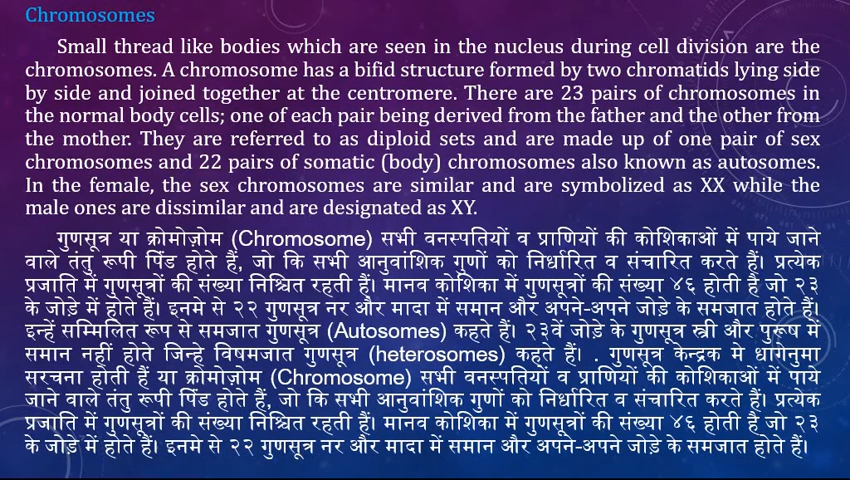 Chromosomes
Small thread like bodies which are seen in the nucleus during cell division are the
chromosomes. A chromosome has a bifid structure formed by two chromatids lying side
by side and joined together at the centromere. There are 23 pairs of chromosomes in
the normal body cells; one of each pair being derived from the father and the other from
the mother. They are referred to as diploid sets and are made up of one pair of sex
chromosomes and 22 pairs of somatic (body) chromosomes also known as autosomes.
In the female, the sex chromosomes are similar and are symbolized as XX while the
male ones are dissimilar and are designated as XY.
गुणसूत्र या क्रोमोज़ोम (Chromosome) सभी वनस्पतियों व प्राणियों की कोशिकाओं में पाये जाने
वाले तंतु रूपी पिंड होते हैं, जो कि सभी आनुवांशिक गुणों को निर्धारित व संचारित करते हैं। प्रत्येक
प्रजाति में गुणसूत्रों की संख्या निश्चित रहती हैं। मानव कोशिका में गुणसूत्रों की संख्या ४६ होती है जो २३
के जोड़े में होते हैं। इनमे से २२ गुणसूत्र नर और मादा में समान और अपने-अपने जोड़े के समजात होते हैं।
इन्हें सम्मिलित रूप से समजात गुणसूत्र (Autosomes) कहते हैं। २३वें जोड़े के गुणसूत्र स्त्री और पुरूष में
समान नहीं होते जिन्हे विषमजात गुणसूत्र (heterosomes) कहते हैं। . गुणसूत्र केन्द्रक मे धागेनुमा
सरचना होती हैं या क्रोमोज़ोम (Chromosome) सभी वनस्पतियों व प्राणियों की कोशिकाओं में पाये
जाने वाले तंतु रूपी पिंड होते हैं, जो कि सभी आनुवांशिक गुणों को निर्धारित व संचारित करते हैं। प्रत्येक
प्रजाति में गुणसूत्रों की संख्या निश्चित रहती हैं। मानव कोशिका में गुणसूत्रों की संख्या ४६ होती है जो २३
के जोड़े में होते हैं। इनमे से २२ गुणसूत्र नर और मादा में समान और अपने-अपने जोड़े के समजात होते हैं।